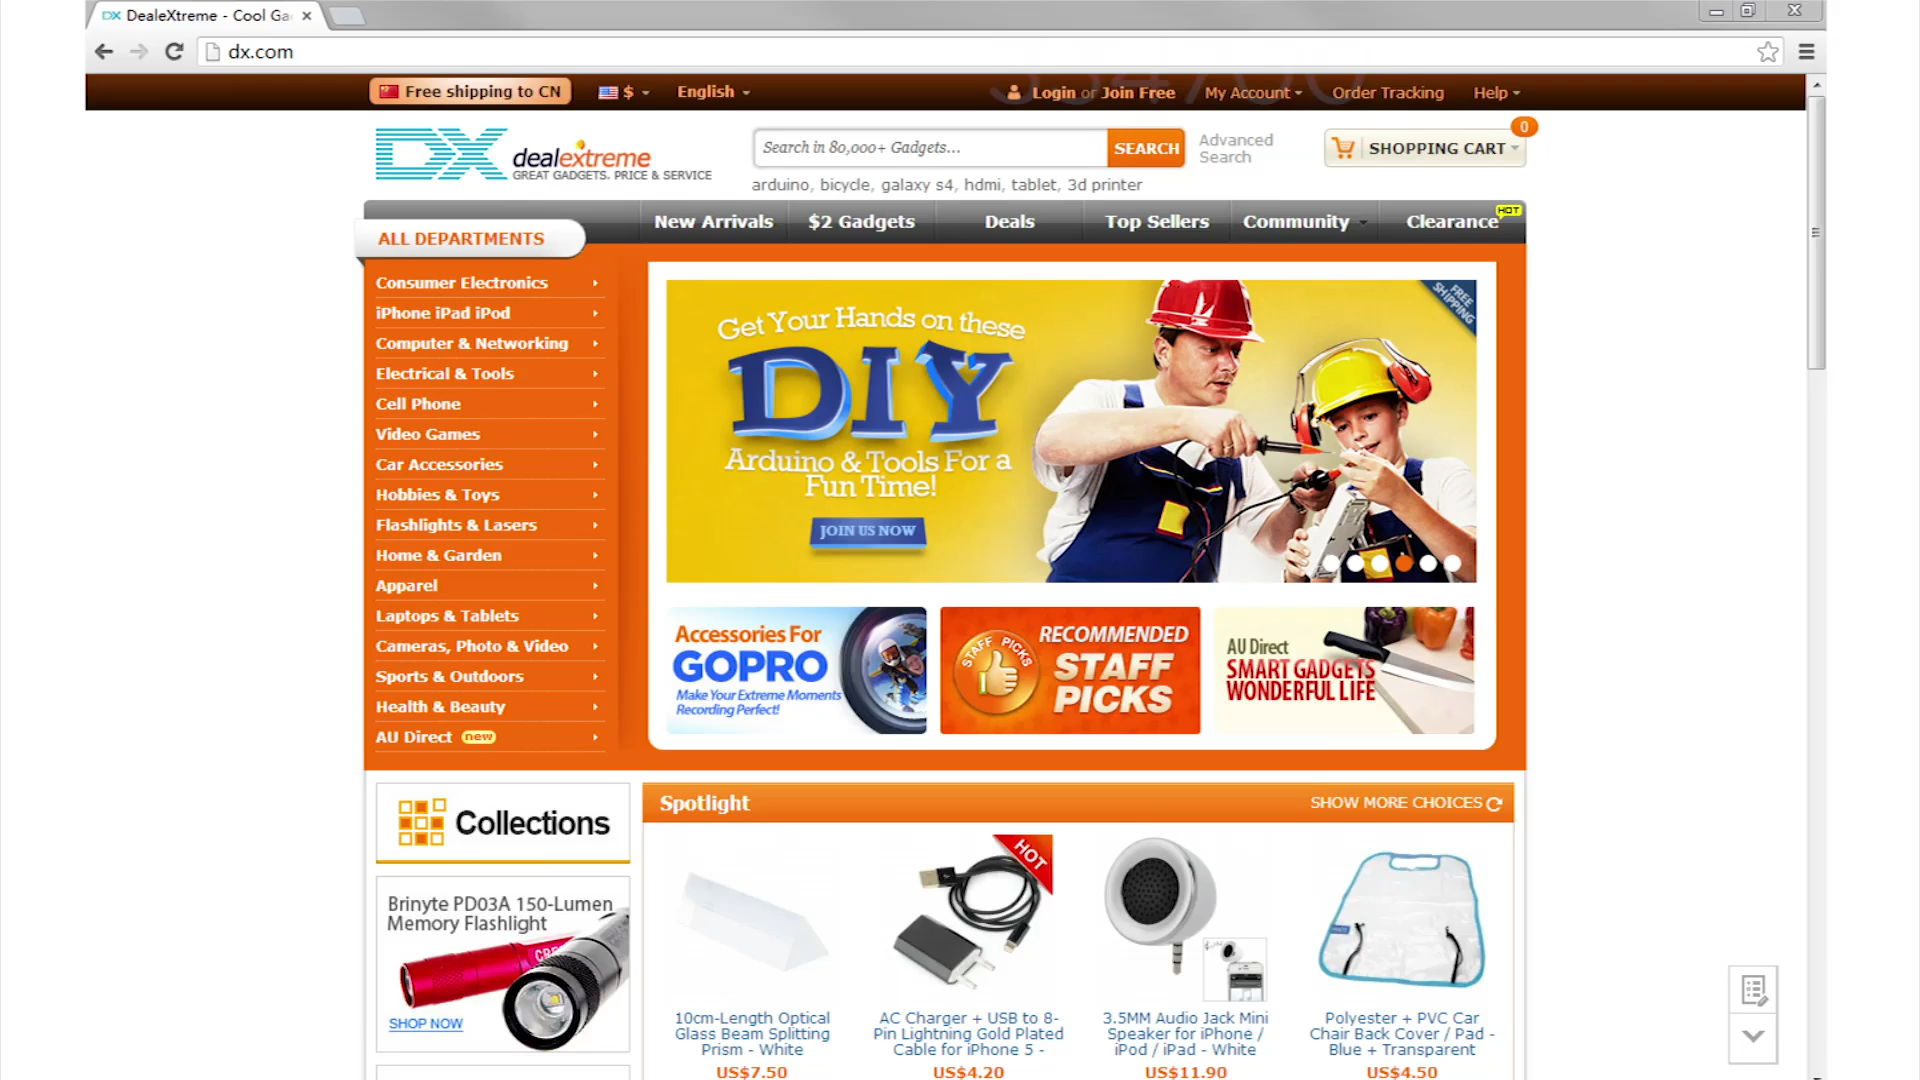 DX DealeXtreme - Cool Ga
dx.com
Free shipping to CN
$
English
Login or Join Free
My Account
Order Tracking
Help
DX dealextreme
GREAT GADGETS. PRICE & SERVICE
Search in 80,000+ Gadgets...
SEARCH
Advanced
Search
0
SHOPPING CART
arduino, bicycle, galaxy s4, hdmi, tablet, 3d printer
ALL DEPARTMENTS
New Arrivals
$2 Gadgets
Deals
Top Sellers
Community
Clearance
HOT
Consumer Electronics
iPhone iPad iPod
Computer & Networking
Electrical & Tools
Cell Phone
Video Games
Car Accessories
Hobbies & Toys
Flashlights & Lasers
Home & Garden
Apparel
Laptops & Tablets
Cameras, Photo & Video
Sports & Outdoors
Health & Beauty
AU Direct new
Get Your Hands on these
DIY
Arduino & Tools For a
Fun Time!
JOIN US NOW
FREE
SHIPPING
Accessories For
GOPRO
Make Your Extreme Moments
Recording Perfect!
STAFF PICKS
RECOMMENDED
STAFF
PICKS
AU Direct
SMART GADGETS
WONDERFUL LIFE
Collections
Brinyte PD03A 150-Lumen
Memory Flashlight
SHOP NOW
Spotlight
SHOW MORE CHOICES
10cm-Length Optical
Glass Beam Splitting
Prism - White
US$7.50
HOT
AC Charger + USB to 8-
Pin Lightning Gold Plated
Cable for iPhone 5 -
US$4.20
3.5MM Audio Jack Mini
Speaker for iPhone /
iPod / iPad - White
US$11.90
Polyester + PVC Car
Chair Back Cover / Pad -
Blue + Transparent
US$4.50